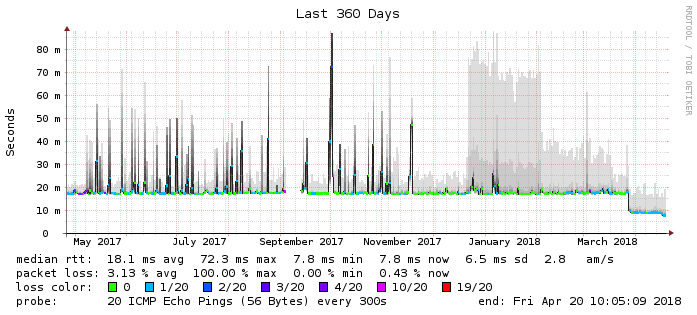 Last 360 Days
RRDTOOL / TOBI OETIKER
Seconds
80 m
70 m
60 m
50 m
40 m
30 m
20 m
10 m
0
May 2017 July 2017 September 2017 November 2017 January 2018 March 2018
median rtt: 18.1 ms avg 72.3 ms max 7.8 ms min 7.8 ms now 6.5 ms sd 2.8 am/s
packet loss: 3.13 % avg 100.00 % max 0.00 % min 0.43 % now
loss color: 0 1/20 2/20 3/20 4/20 10/20 19/20
probe: 20 ICMP Echo Pings (56 Bytes) every 300s end: Fri Apr 20 10:05:09 2018